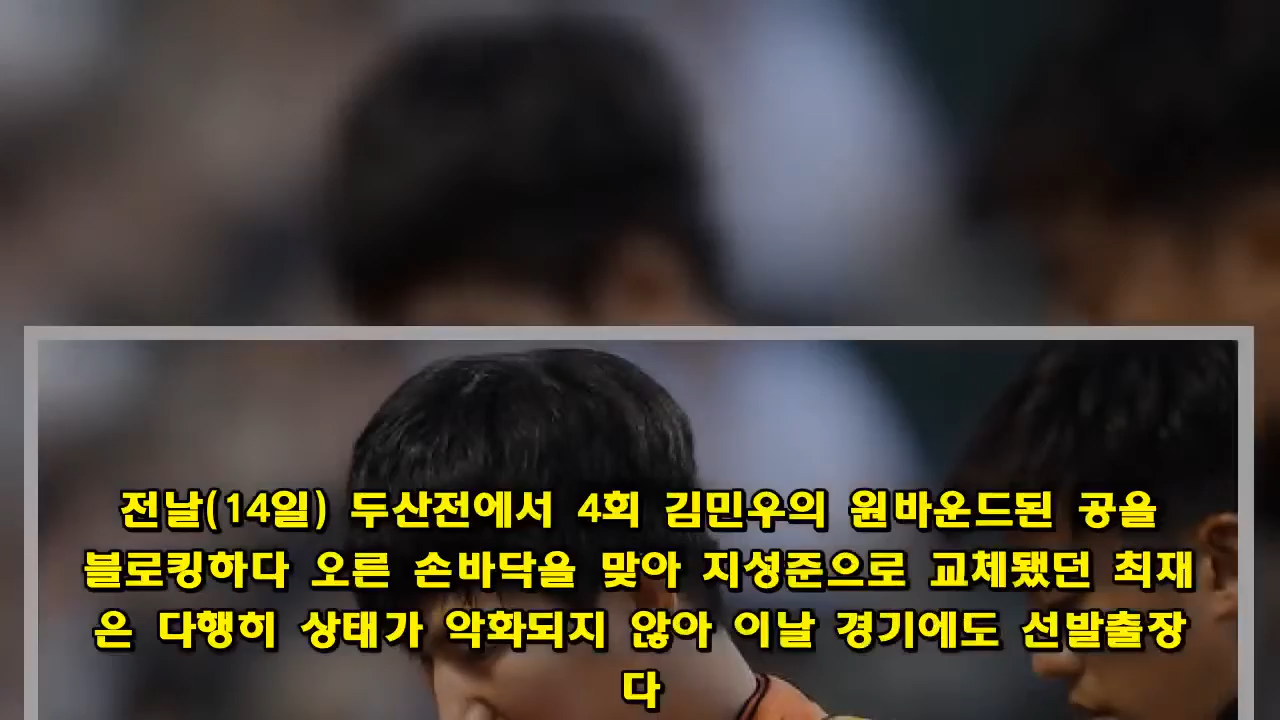 전날(14일) 두산전에서 4회 김민우의 원바운드된 공을
블로킹하다 오른 손바닥을 맞아 지성준으로 교체됐던 최재
은 다행히 상태가 악화되지 않아 이날 경기에도 선발출장
다